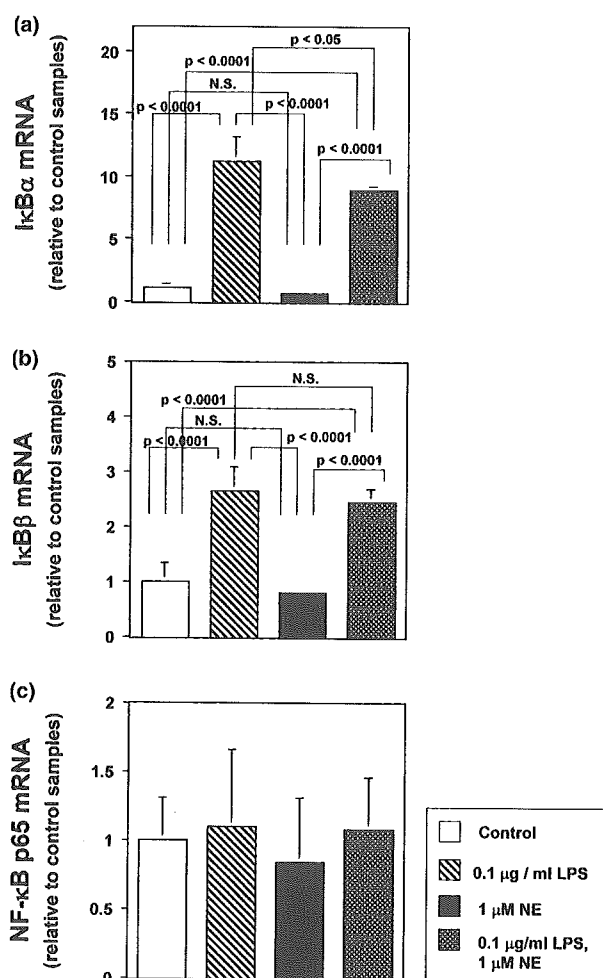 (a)
IκBα mRNA
(relative to control samples)
20
15
10
5
0
p < 0.05
p < 0.0001
N.S.
p < 0.0001
p < 0.0001
p < 0.0001
(b)
IκBβ mRNA
(relative to control samples)
5
4
3
2
1
0
N.S.
p < 0.0001
N.S.
p < 0.0001
p < 0.0001
p < 0.0001
(c)
NF-κB p65 mRNA
(relative to control samples)
2
1.5
1
0.5
0
Control
0.1 μg / ml LPS
1 μM NE
0.1 μg/ml LPS,
1 μM NE